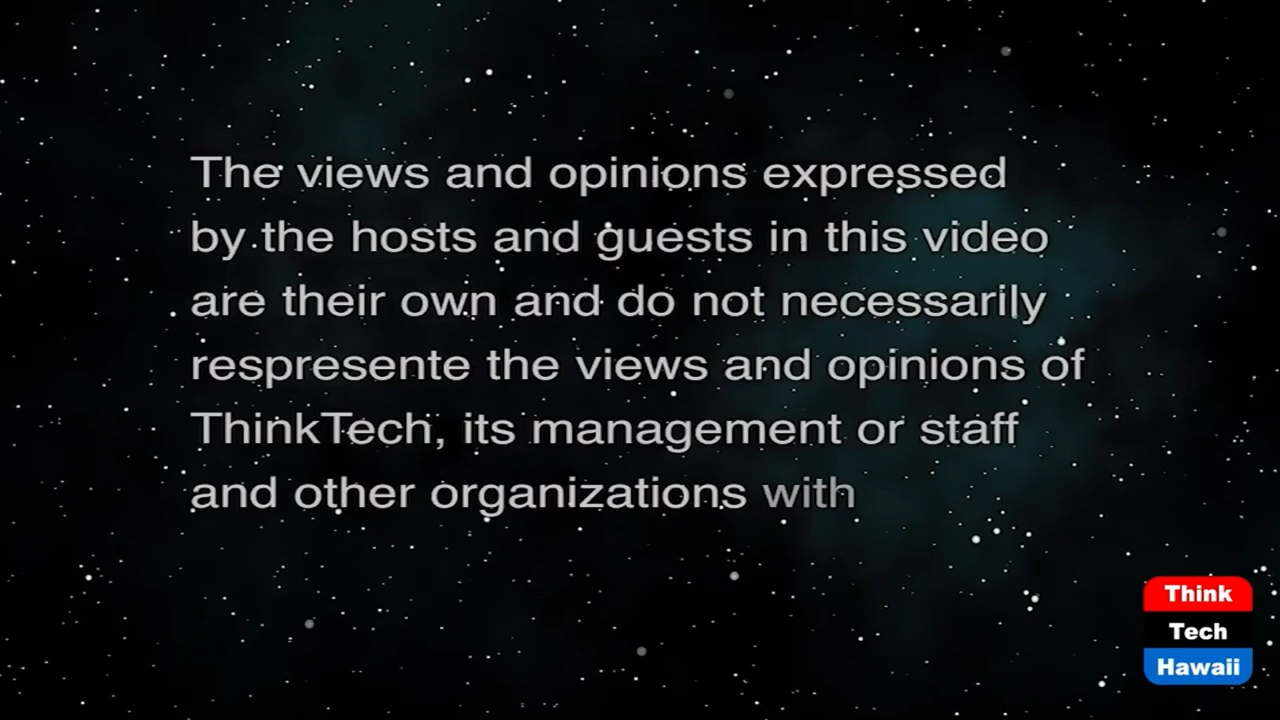 The views and opinions expressed
by the hosts and guests in this video
are their own and do not necessarily
respresente the views and opinions of
ThinkTech, its management or staff
and other organizations with
Think
Tech
Hawaii